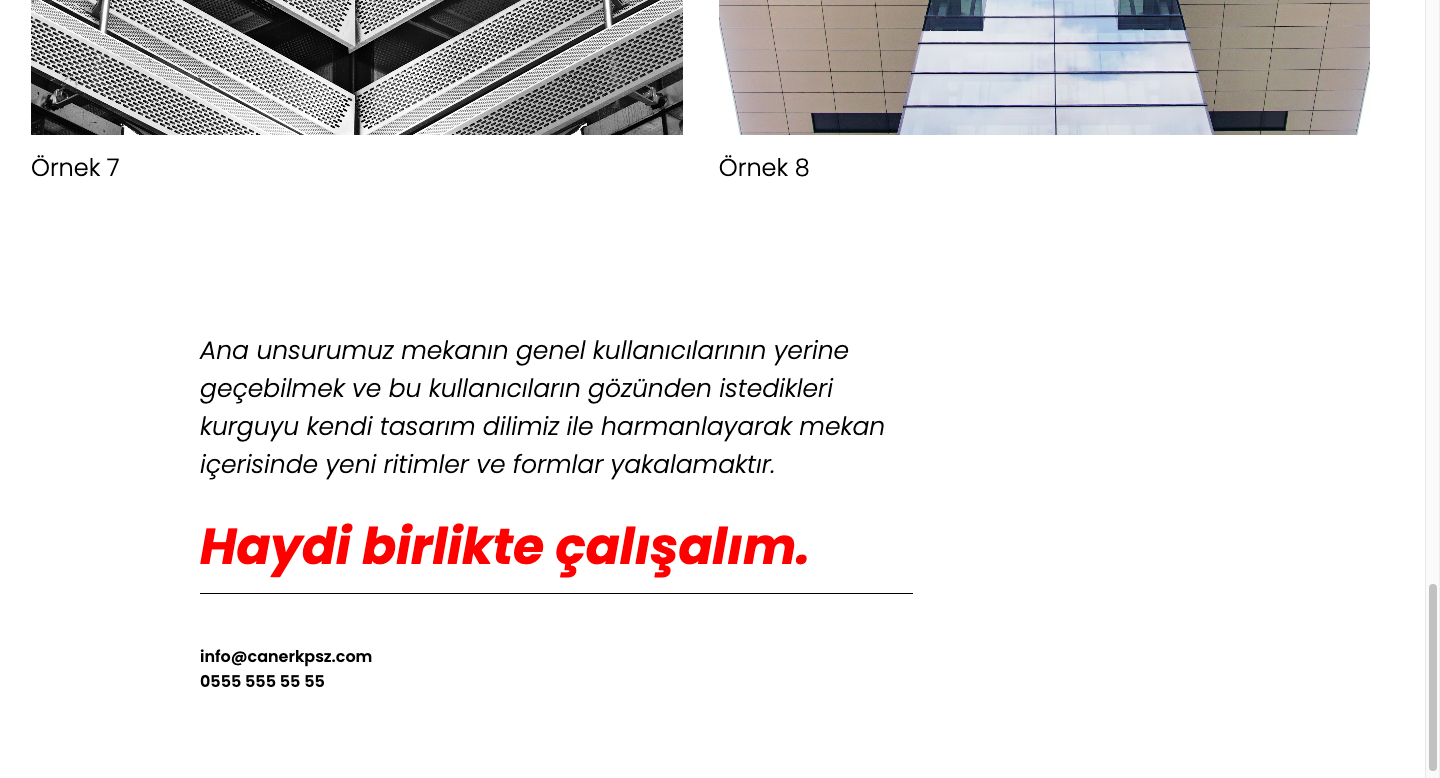 Örnek 7
Örnek 8
Ana unsurumuz mekanın genel kullanıcılarının yerine
geçebilmek ve bu kullanıcıların gözünden istedikleri
kurguyu kendi tasarım dilimiz ile harmanlayarak mekan
içerisinde yeni ritimler ve formlar yakalamaktır.
Haydi birlikte çalışalım.
info@canerkpsz.com
0555 555 55 55